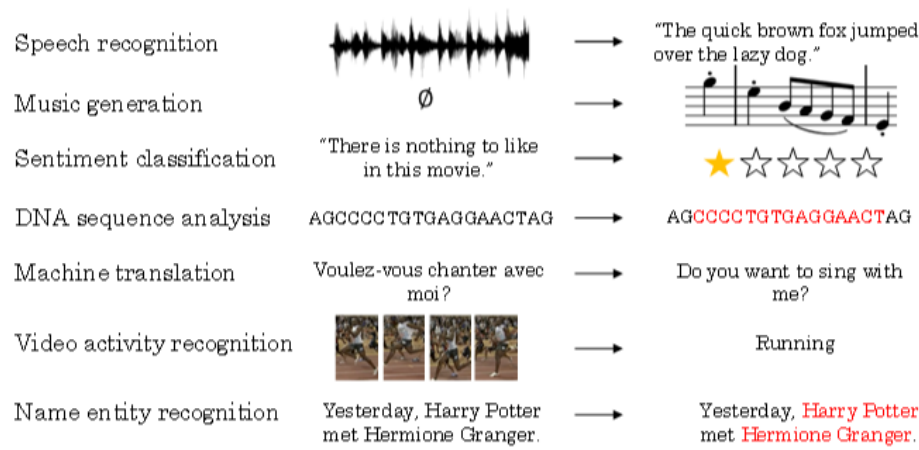 Speech recognition
"The quick brown fox jumped
over the lazy dog."
Music generation
Ø
Sentiment classification
"There is nothing to like
in this movie."
DNA sequence analysis
AGCCCCTGTGAGGAACTAG
AGCCCCTGTGAGGAACTAG
Machine translation
Voulez-vous chanter avec
moi?
Do you want to sing with
me?
Video activity recognition
Running
Name entity recognition
Yesterday, Harry Potter
met Hermione Granger.
Yesterday, Harry Potter
met Hermione Granger.